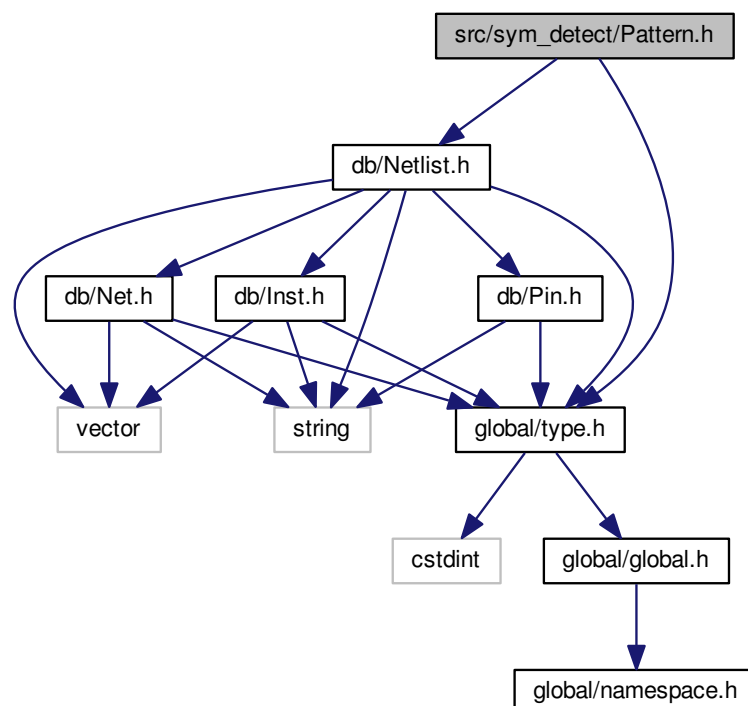 src/sym_detect/Pattern.h
db/Netlist.h
db/Net.h
db/Inst.h
db/Pin.h
vector
string
global/type.h
cstdint
global/global.h
global/namespace.h